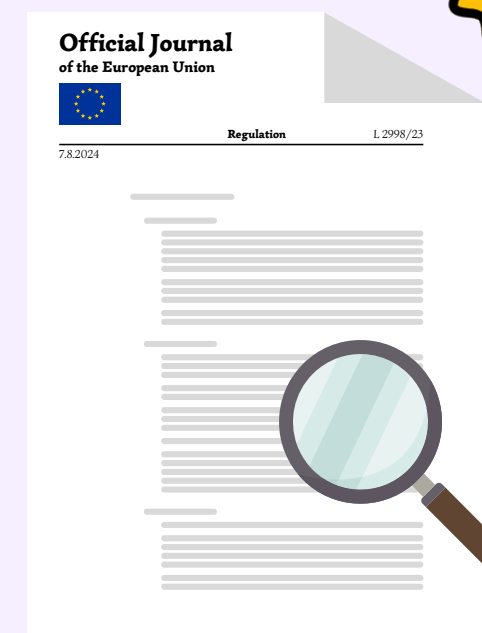 Official Journal
of the European Union
Regulation L 2998/23
7.8.2024